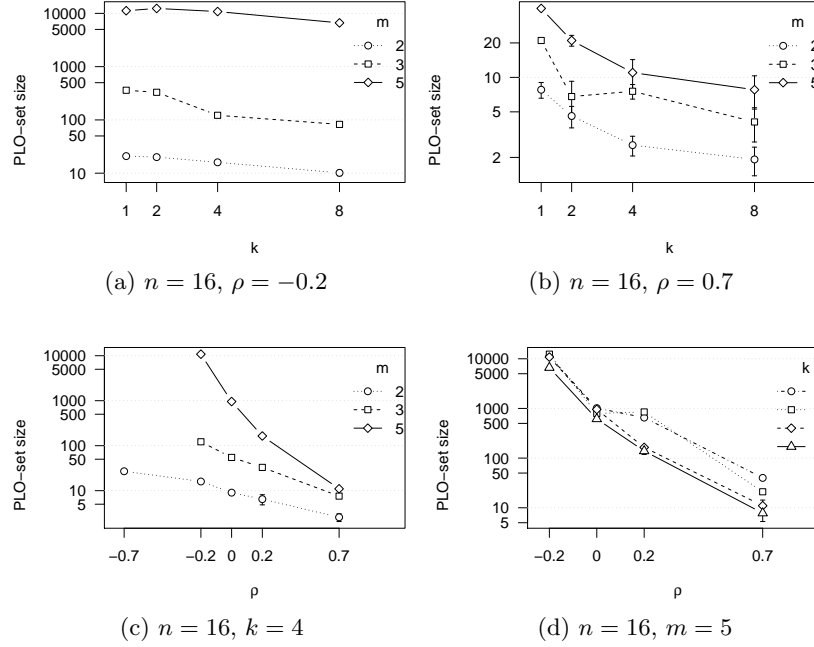 10000
5000
1000
500
100
50
10
PLO−set size
1 2 4 8
k
m
2
3
5
(a) n = 16, ρ = −0.2
20
10
5
2
PLO−set size
1 2 4 8
k
m
2
3
5
(b) n = 16, ρ = 0.7
10000
5000
1000
500
100
50
10
5
PLO−set size
−0.7 −0.2 0 0.2 0.7
ρ
m
2
3
5
(c) n = 16, k = 4
10000
5000
1000
500
100
50
10
5
PLO−set size
−0.2 0 0.2 0.7
ρ
k
(d) n = 16, m = 5